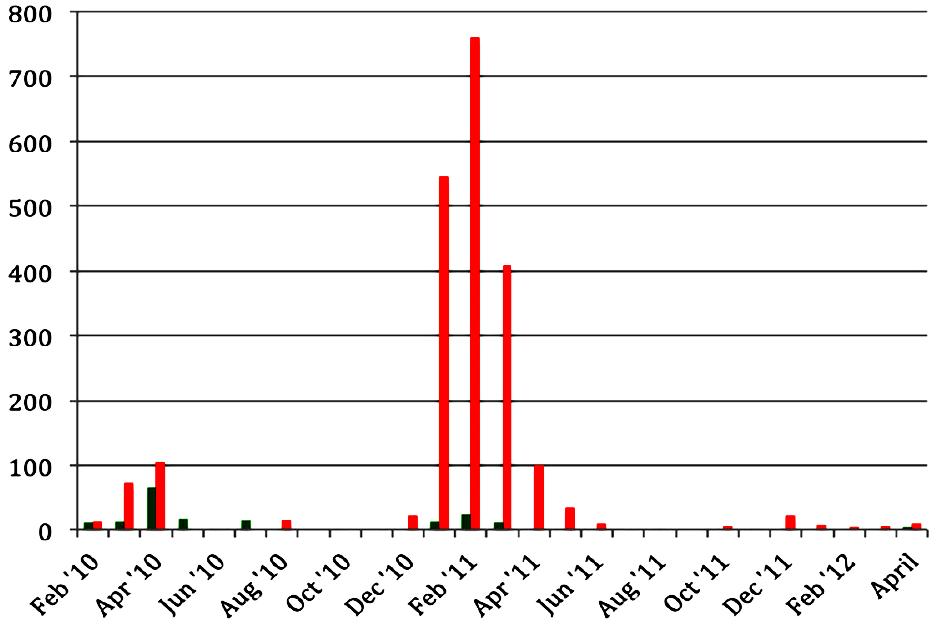 800
700
600
500
400
300
200
100
0
Feb '10
Apr '10
Jun '10
Aug '10
Oct '10
Dec '10
Feb '11
Apr '11
Jun '11
Aug '11
Oct '11
Dec '11
Feb '12
April